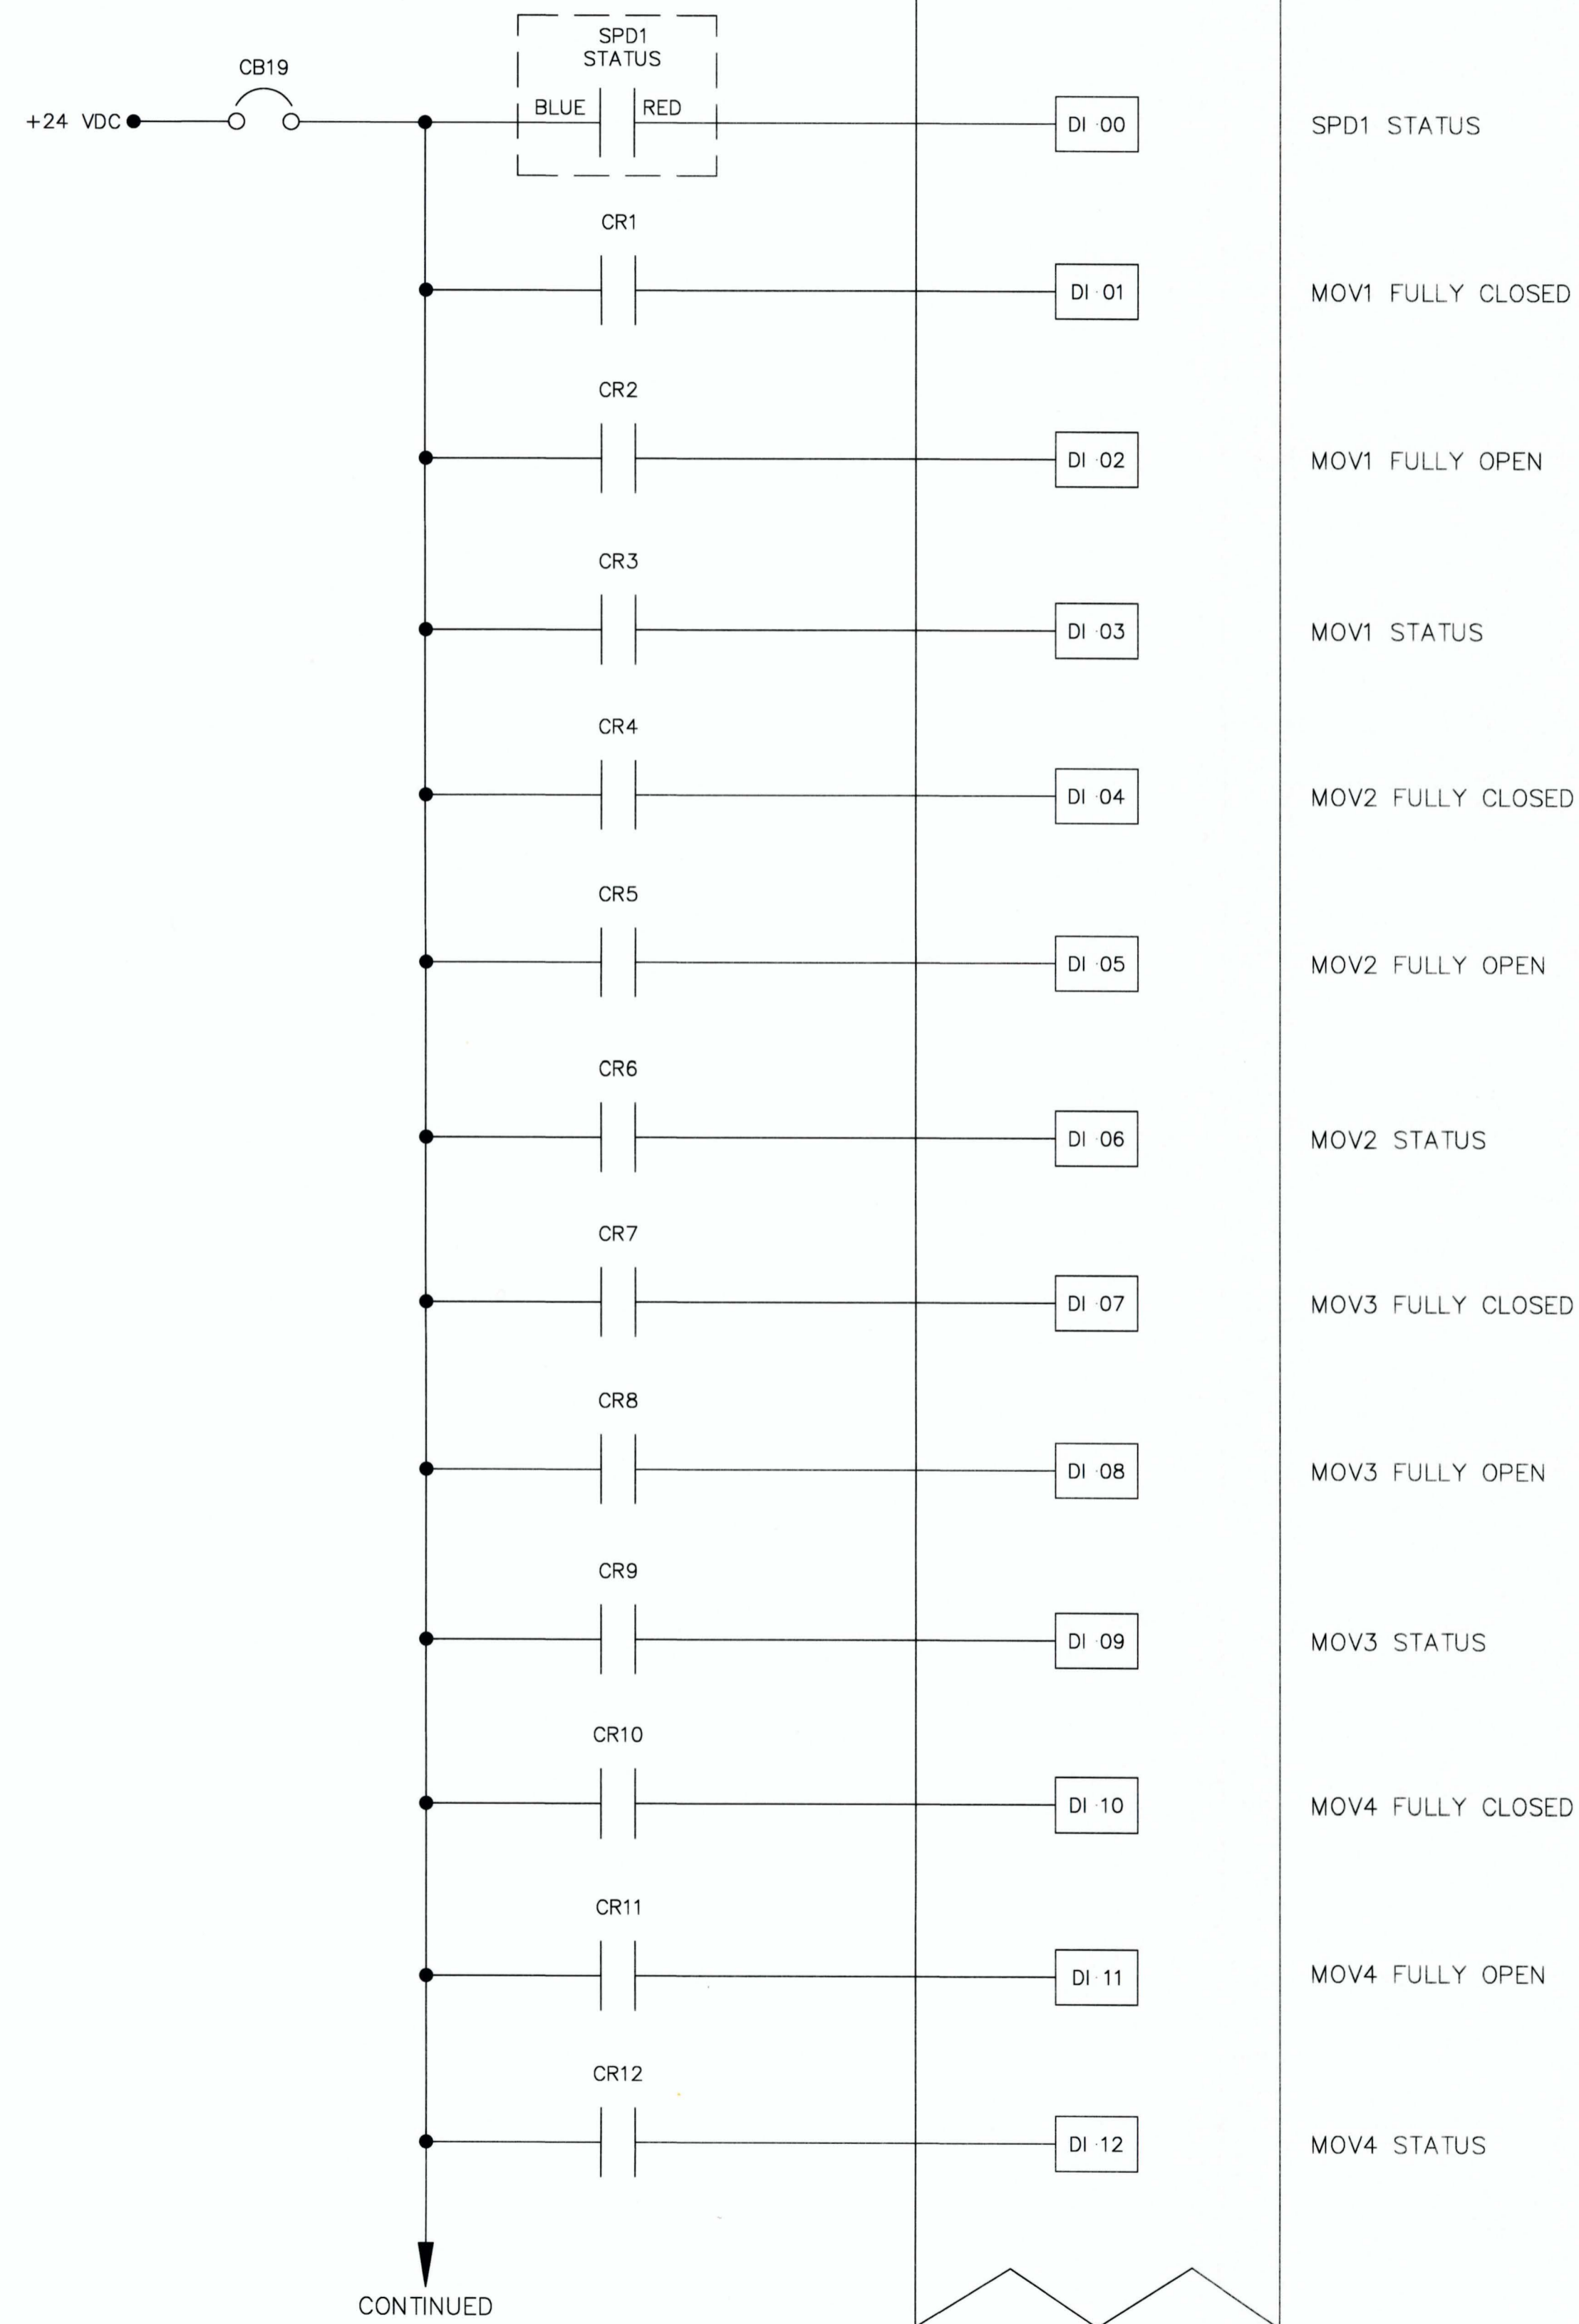 SPD1
STATUS
CB19
+24 VDC
BLUE
RED
DI 00
SPD1 STATUS
CR1
DI 01
MOV1 FULLY CLOSED
CR2
DI 02
MOV1 FULLY OPEN
CR3
DI 03
MOV1 STATUS
CR4
DI 04
MOV2 FULLY CLOSED
CR5
DI 05
MOV2 FULLY OPEN
CR6
DI 06
MOV2 STATUS
CR7
DI 07
MOV3 FULLY CLOSED
CR8
DI 08
MOV3 FULLY OPEN
CR9
DI 09
MOV3 STATUS
CR10
DI 10
MOV4 FULLY CLOSED
CR11
DI 11
MOV4 FULLY OPEN
CR12
DI 12
MOV4 STATUS
CONTINUED